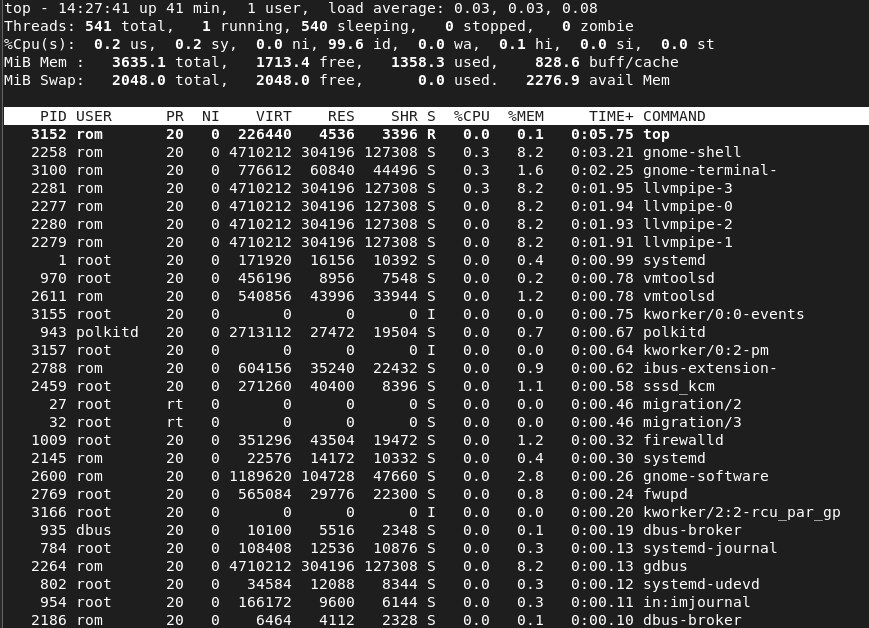 top - 14:27:41 up 41 min,  1 user,  load average: 0.03, 0.03, 0.08
Threads: 541 total,   1 running, 540 sleeping,   0 stopped,   0 zombie
%Cpu(s):  0.2 us,  0.2 sy,  0.0 ni, 99.6 id,  0.0 wa,  0.1 hi,  0.0 si,  0.0 st
MiB Mem :   3635.1 total,   1713.4 free,   1358.3 used,    828.6 buff/cache
MiB Swap:   2048.0 total,   2048.0 free,      0.0 used.   2276.9 avail Mem
    PID USER      PR  NI    VIRT    RES    SHR S  %CPU  %MEM     TIME+ COMMAND
   3152 rom       20   0  226440   4536   3396 R   0.0   0.1   0:05.75 top
   2258 rom       20   0 4710212 304196 127308 S   0.3   8.2   0:03.21 gnome-shell
   3100 rom       20   0  776612  60840  44496 S   0.3   1.6   0:02.25 gnome-terminal-
   2281 rom       20   0 4710212 304196 127308 S   0.3   8.2   0:01.95 llvmpipe-3
   2277 rom       20   0 4710212 304196 127308 S   0.0   8.2   0:01.94 llvmpipe-0
   2280 rom       20   0 4710212 304196 127308 S   0.0   8.2   0:01.93 llvmpipe-2
   2279 rom       20   0 4710212 304196 127308 S   0.0   8.2   0:01.91 llvmpipe-1
      1 root      20   0  171920  16156  10392 S   0.0   0.4   0:00.99 systemd
    970 root      20   0  456196   8956   7548 S   0.0   0.2   0:00.78 vmtoolsd
   2611 rom       20   0  540856  43996  33944 S   0.0   1.2   0:00.78 vmtoolsd
   3155 root      20   0       0      0      0 I   0.0   0.0   0:00.75 kworker/0:0-events
    943 polkitd   20   0 2713112  27472  19504 S   0.0   0.7   0:00.67 polkitd
   3157 root      20   0       0      0      0 I   0.0   0.0   0:00.64 kworker/0:2-pm
   2788 rom       20   0  604156  35240  22432 S   0.0   0.9   0:00.62 ibus-extension-
   2459 root      20   0  271260  40400   8396 S   0.0   1.1   0:00.58 sssd_kcm
     27 root      rt   0       0      0      0 S   0.0   0.0   0:00.46 migration/2
     32 root      rt   0       0      0      0 S   0.0   0.0   0:00.46 migration/3
   1009 root      20   0  351296  43504  19472 S   0.0   1.2   0:00.32 firewalld
   2145 rom       20   0   22576  14172  10332 S   0.0   0.4   0:00.30 systemd
   2600 rom       20   0 1189620 104728  47660 S   0.0   2.8   0:00.26 gnome-software
   2769 root      20   0  565084  29776  22300 S   0.0   0.8   0:00.24 fwupd
   3166 root      20   0       0      0      0 I   0.0   0.0   0:00.20 kworker/2:2-rcu_par_gp
    935 dbus      20   0   10100   5516   2348 S   0.0   0.1   0:00.19 dbus-broker
    784 root      20   0  108408  12536  10876 S   0.0   0.3   0:00.13 systemd-journal
   2264 rom       20   0 4710212 304196 127308 S   0.0   8.2   0:00.13 gdbus
    802 root      20   0   34584  12088   8344 S   0.0   0.3   0:00.12 systemd-udevd
    954 root      20   0  166172   9600   6144 S   0.0   0.3   0:00.11 in:imjournal
   2186 rom       20   0    6464   4112   2328 S   0.0   0.1   0:00.10 dbus-broker